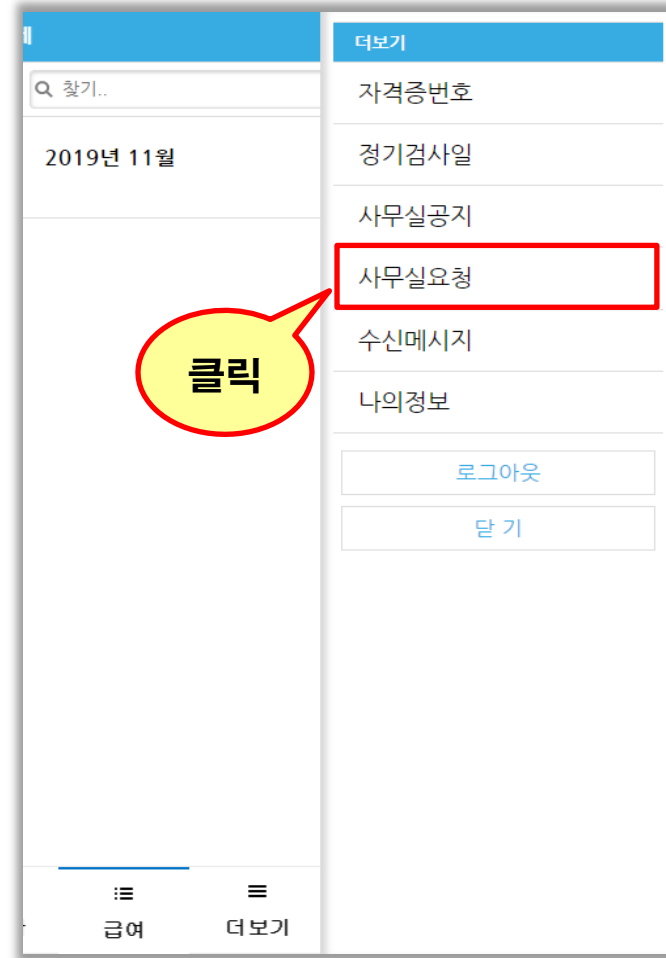 더보기
찾기..
자격증번호
2019년 11월
정기검사일
사무실공지
사무실요청
수신메시지
클릭
나의정보
로그아웃
닫 기
급여
더보기